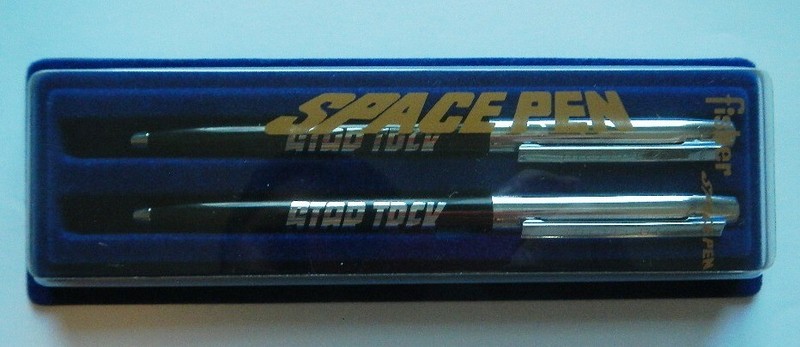 SPACE PEN
STAR TREK
STAR TREK
fisher
SPACE PEN